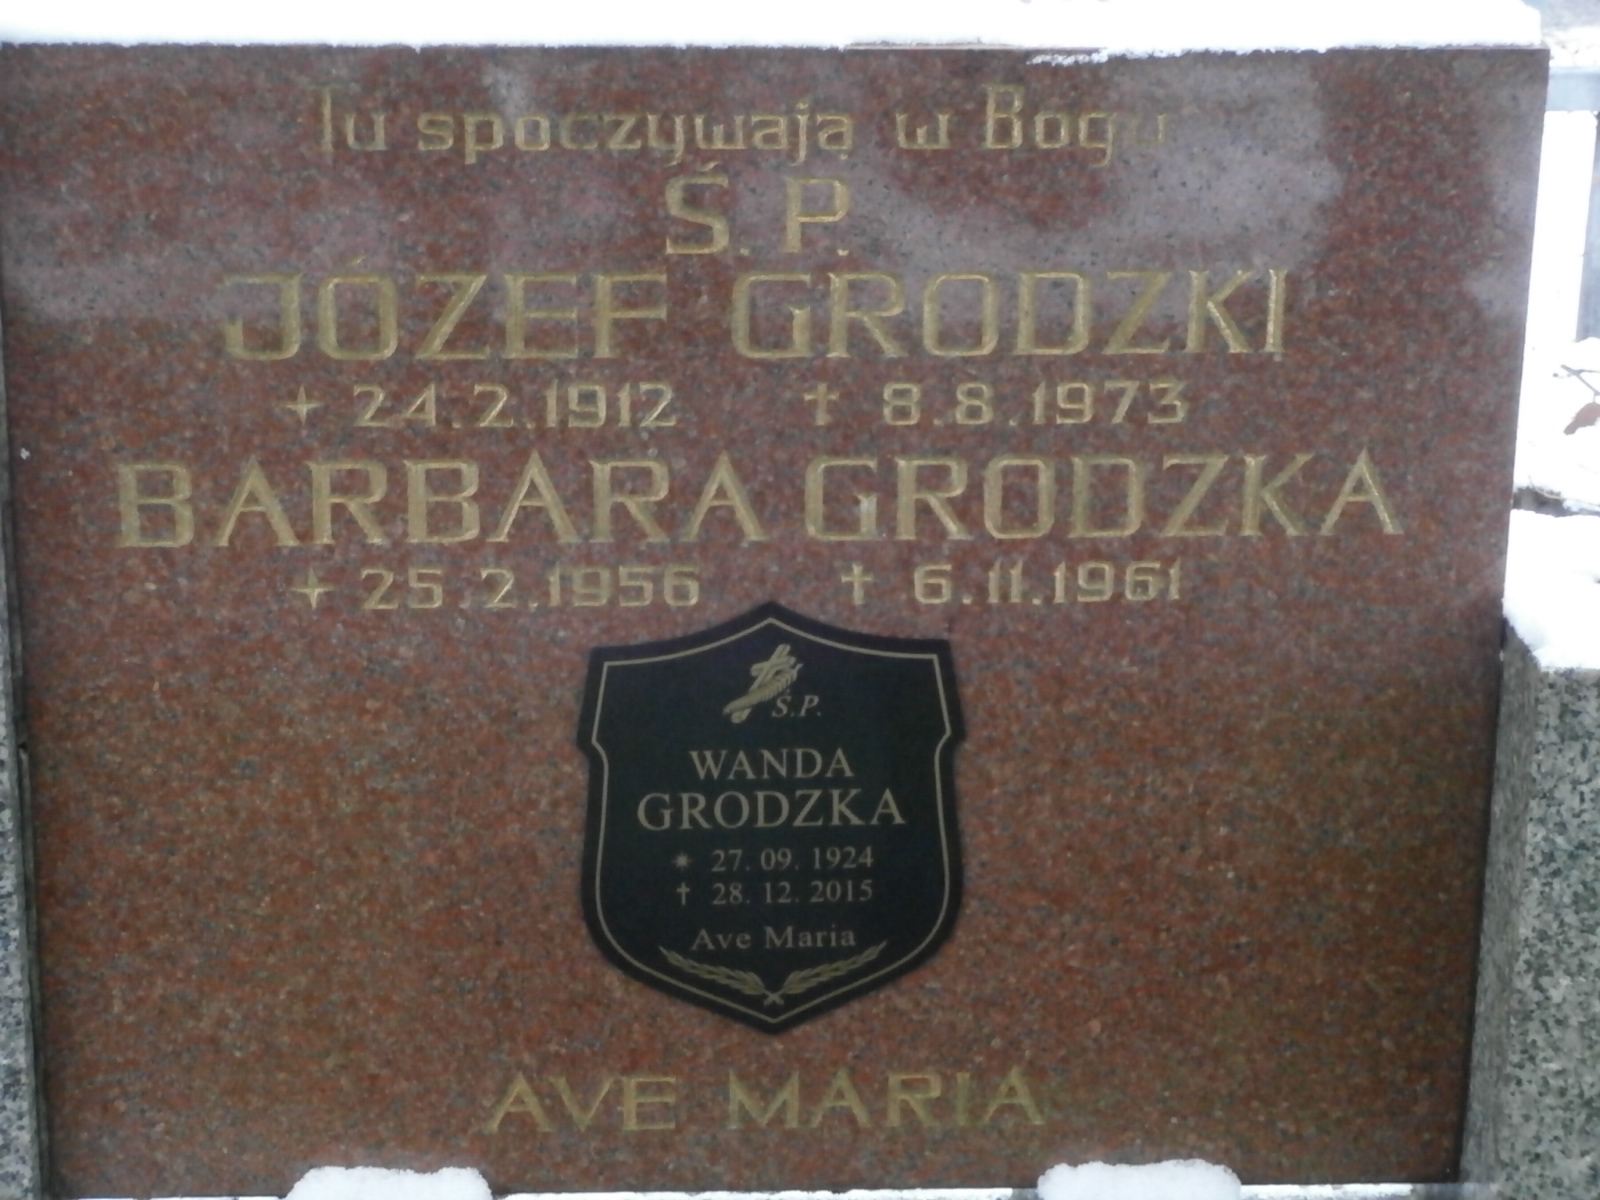 Tu spoczywają w Bogu
Ś. P.
JÓZEF GRODZKI
+ 24.2.1912 † 8.8.1973
BARBARA GRODZKA
+ 25.2.1956 † 6.11.1961
Ś.P.
WANDA
GRODZKA
* 27. 09. 1924
† 28. 12. 2015
Ave Maria
AVE MARIA